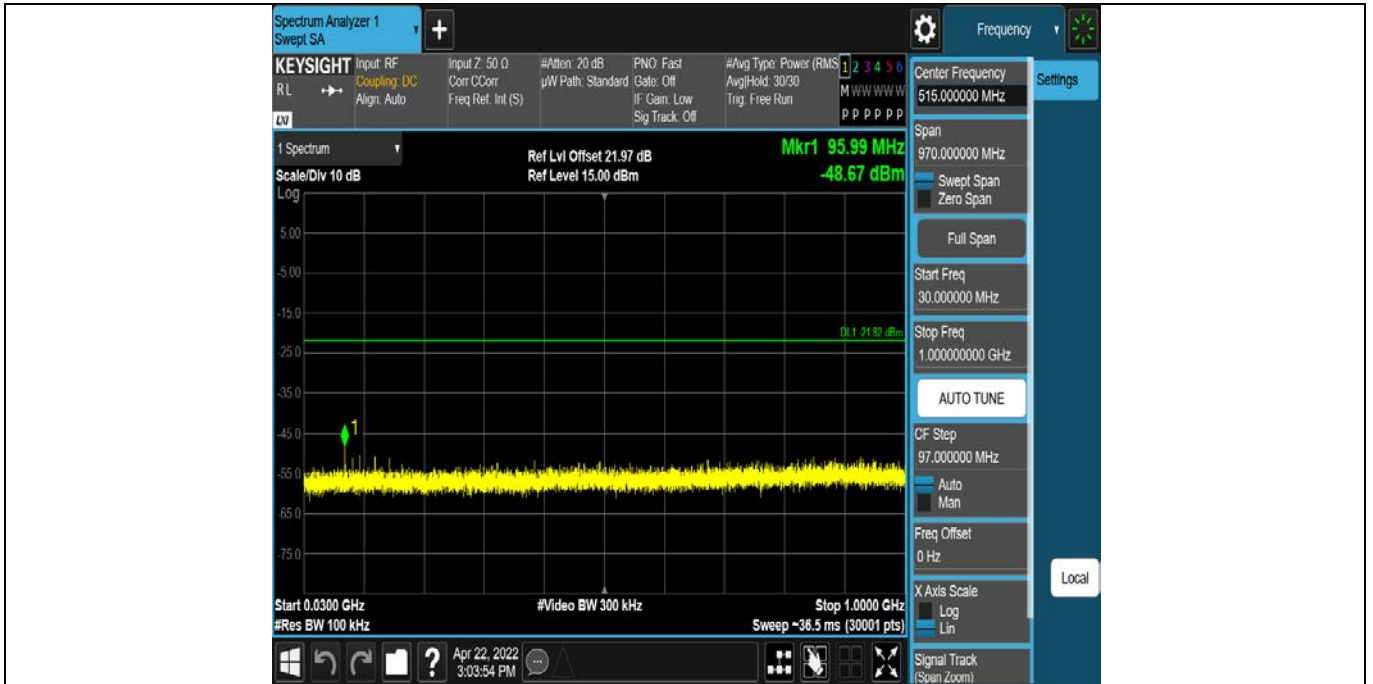 Spectrum Analyzer 1
Swept SA
+
Frequency
KEYSIGHT
RL
LXI
Input: RF
Coupling: DC
Align: Auto
Input Z: 50 Ω
Corr CCorr
Freq Ref: Int (S)
#Atten: 20 dB
µW Path: Standard
PNO: Fast
Gate: Off
IF Gain: Low
Sig Track: Off
#Avg Type: Power (RMS
Avg|Hold: 30/30
Trig: Free Run
1 2 3 4 5 6
M W W W W W
P P P P P P
1 Spectrum
Scale/Div 10 dB
Ref Lvl Offset 21.97 dB
Ref Level 15.00 dBm
Mkr1 95.99 MHz
-48.67 dBm
Log
5.00
-5.00
-15.0
DL1 -21.82 dBm
-25.0
-35.0
-45.0
1
-55.0
-65.0
-75.0
Start 0.0300 GHz
#Video BW 300 kHz
Stop 1.0000 GHz
#Res BW 100 kHz
Sweep ~36.5 ms (30001 pts)
?
Apr 22, 2022
3:03:54 PM
Center Frequency
515.000000 MHz
Settings
Span
970.000000 MHz
Swept Span
Zero Span
Full Span
Start Freq
30.000000 MHz
Stop Freq
1.000000000 GHz
AUTO TUNE
CF Step
97.000000 MHz
Auto
Man
Freq Offset
0 Hz
Local
X Axis Scale
Log
Lin
Signal Track
(Span Zoom)